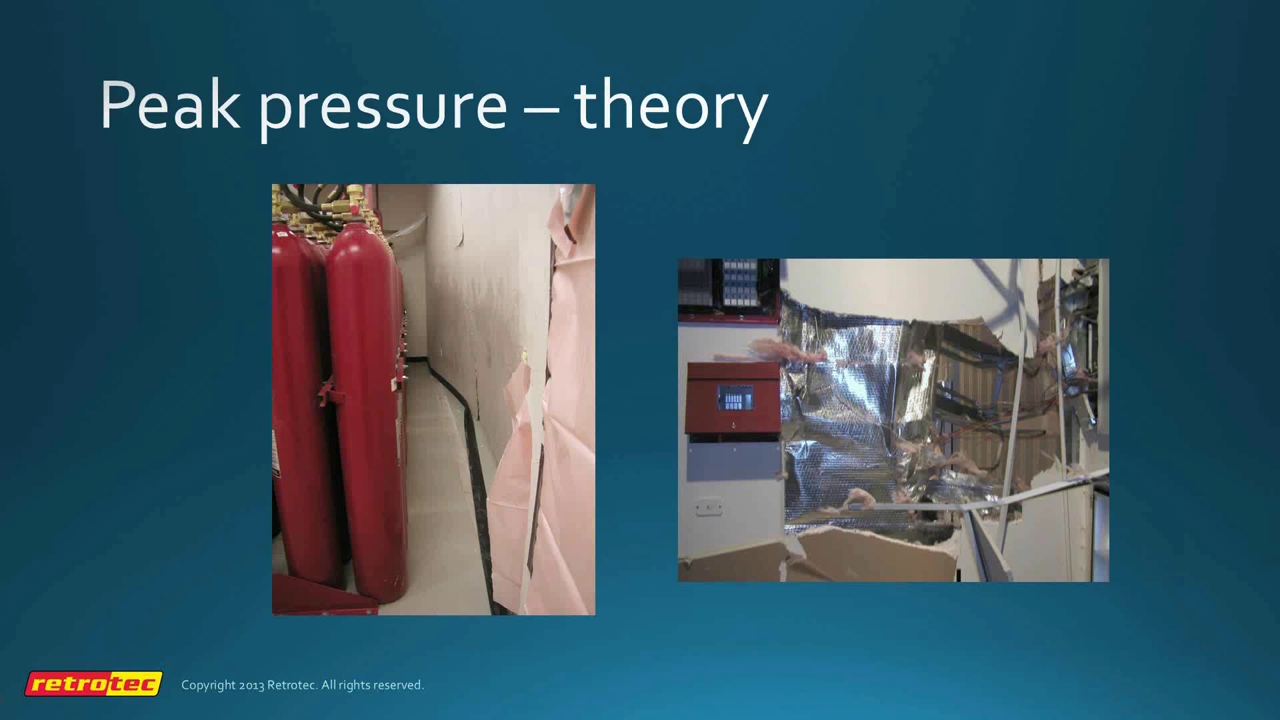 Peak pressure – theory
retrotec
Copyright 2013 Retrotec. All rights reserved.